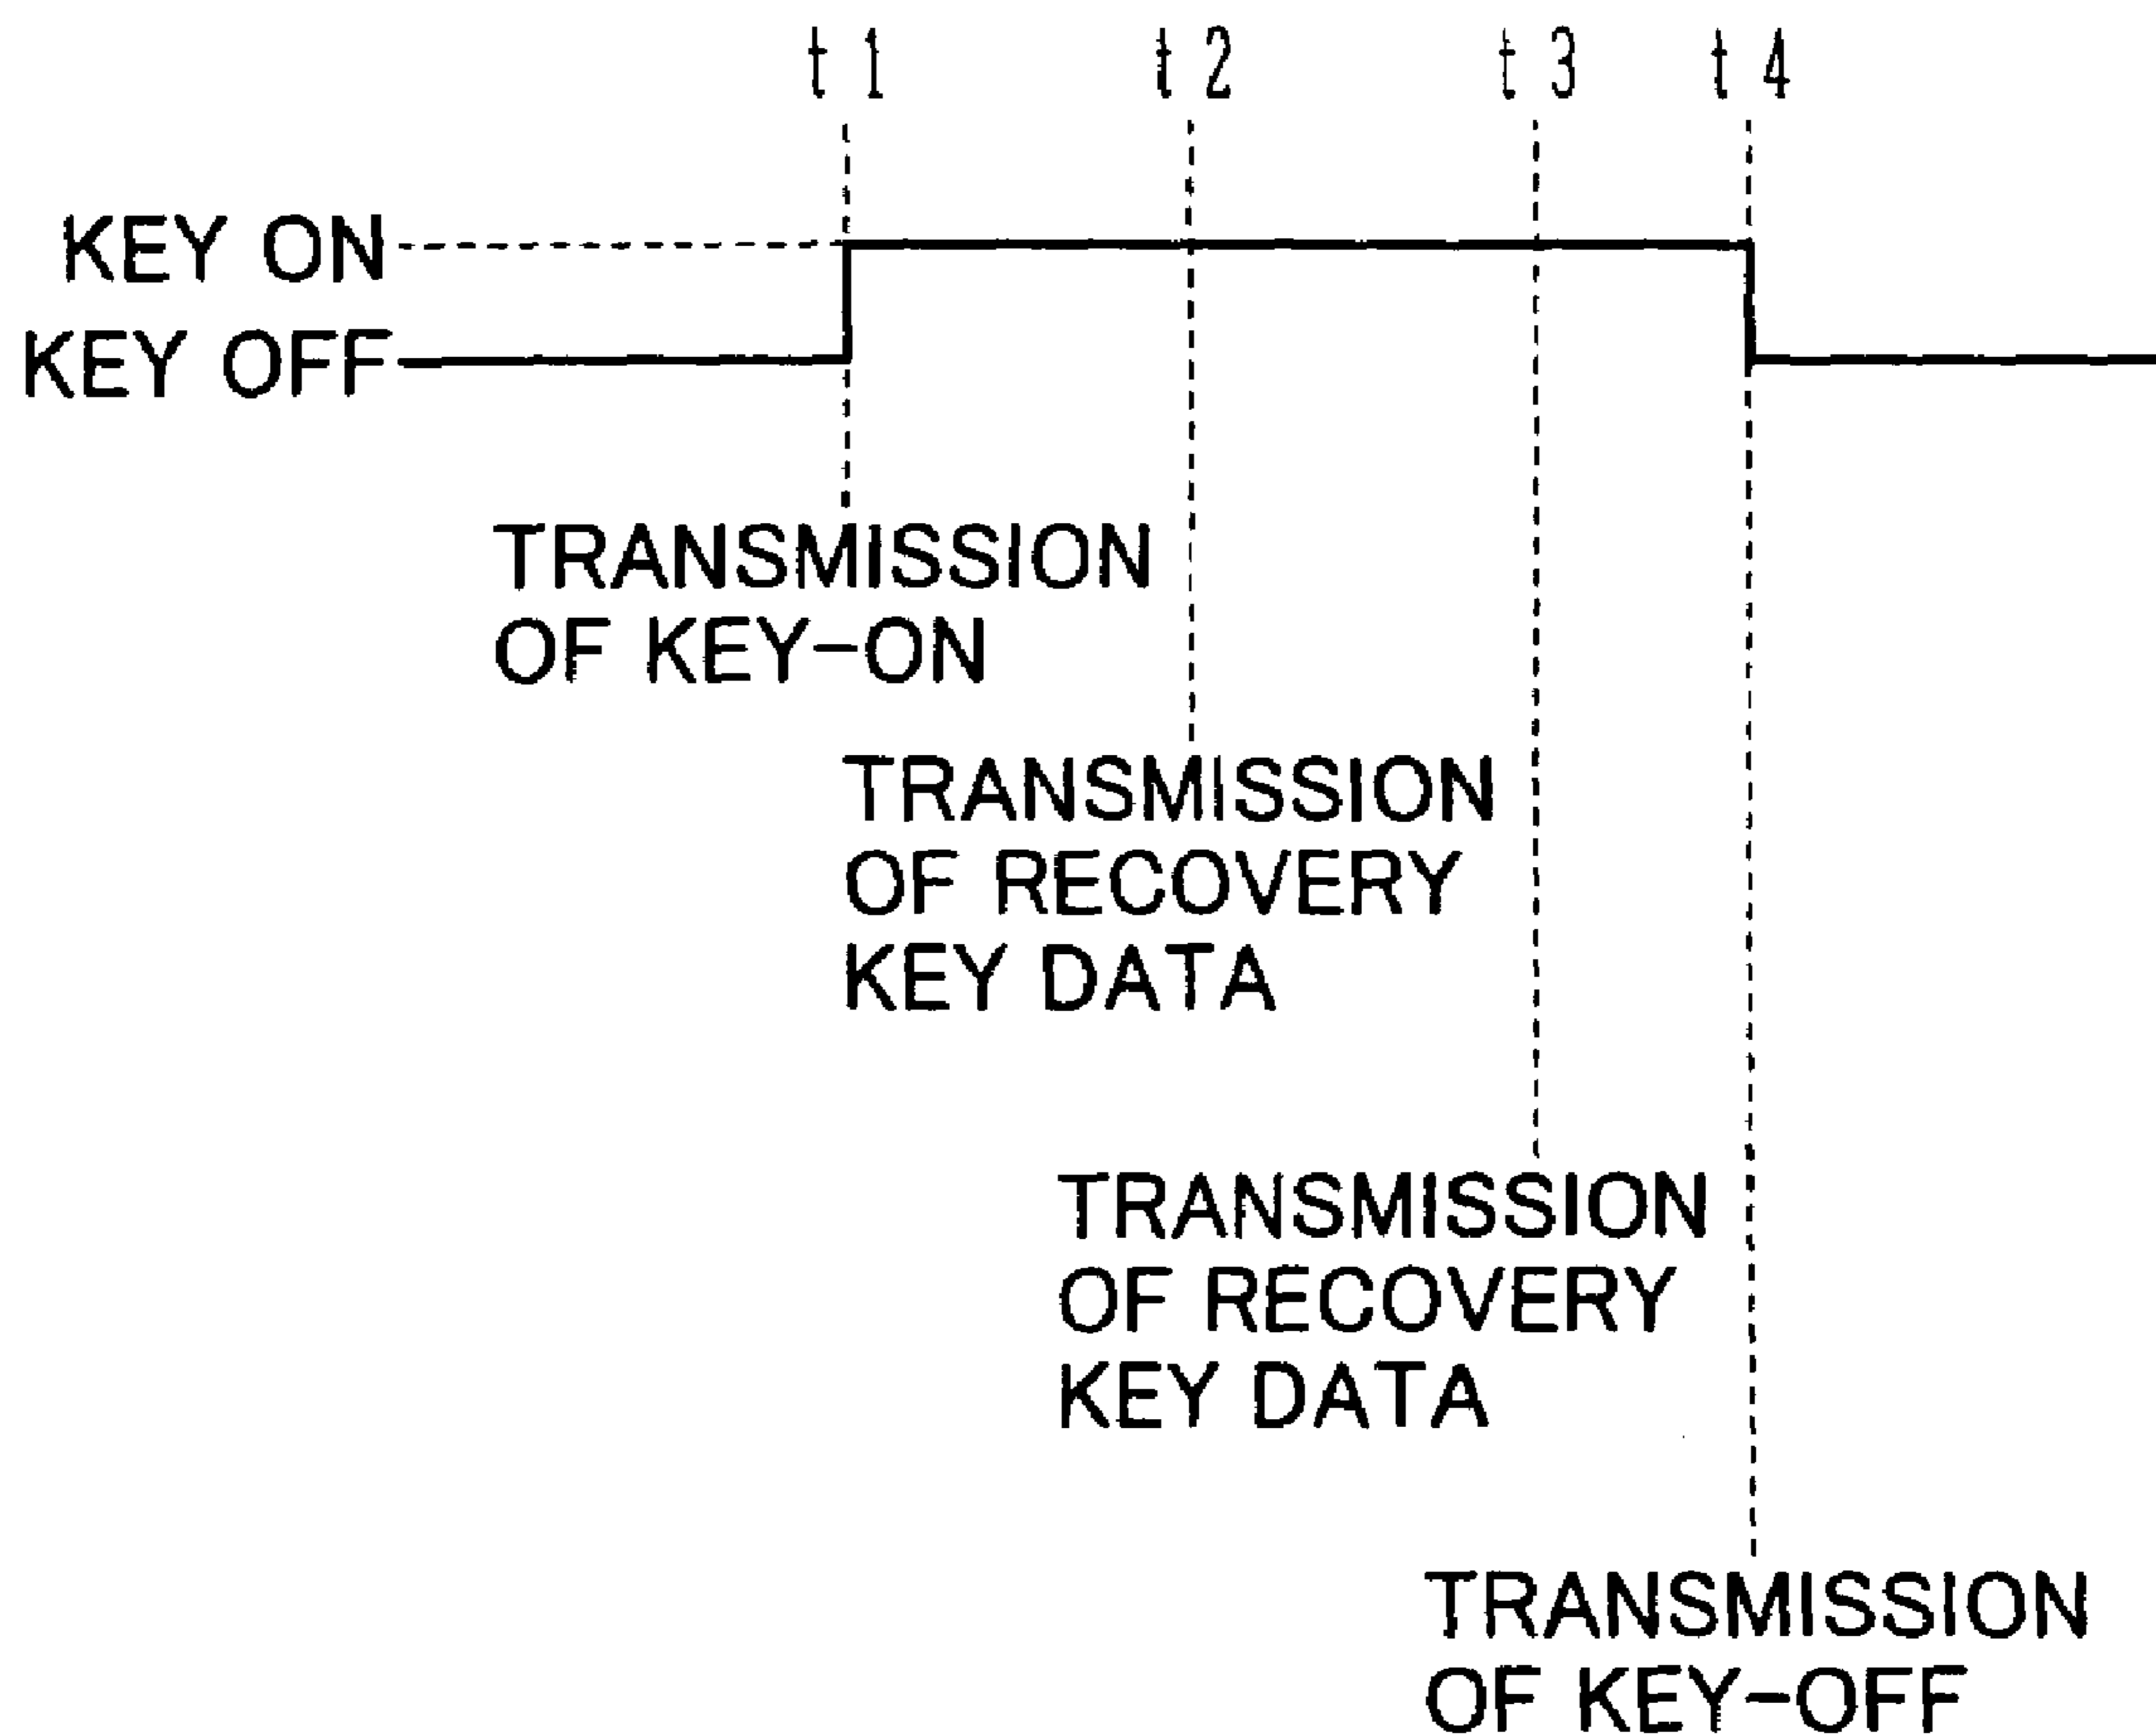 t1 t2 t3 t4
KEY ON
KEY OFF
TRANSMISSION
OF KEY-ON
TRANSMISSION
OF RECOVERY
KEY DATA
TRANSMISSION
OF RECOVERY
KEY DATA
TRANSMISSION
OF KEY-OFF